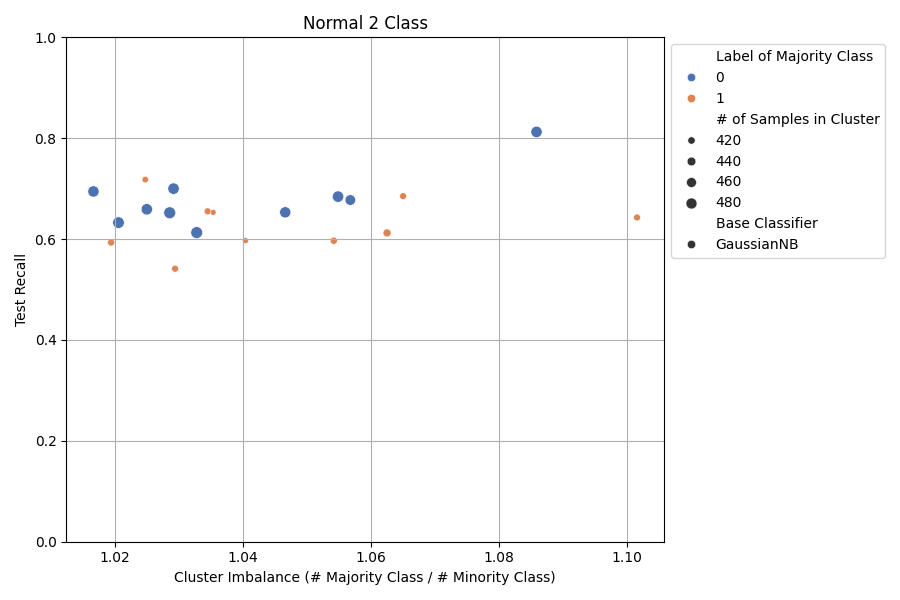 Normal 2 Class
1.0
0.8
0.6
0.4
0.2
0.0
Test Recall
1.02
1.04
1.06
1.08
1.10
Cluster Imbalance (# Majority Class / # Minority Class)
Label of Majority Class
0
1
# of Samples in Cluster
420
440
460
480
Base Classifier
GaussianNB